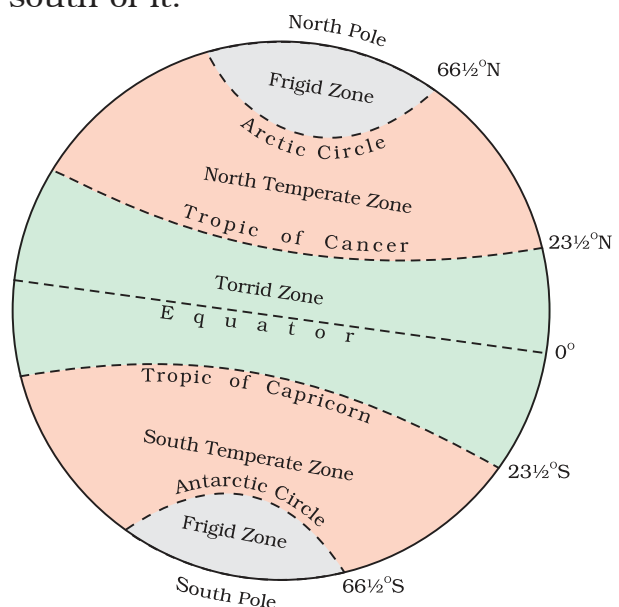 south of it.
North Pole
66½°N
Frigid Zone
Arctic Circle
North Temperate Zone
Tropic of Cancer
23½°N
Torrid Zone
Equator
0°
Tropic of Capricorn
South Temperate Zone
23½°S
Antarctic Circle
Frigid Zone
South Pole
66½°S